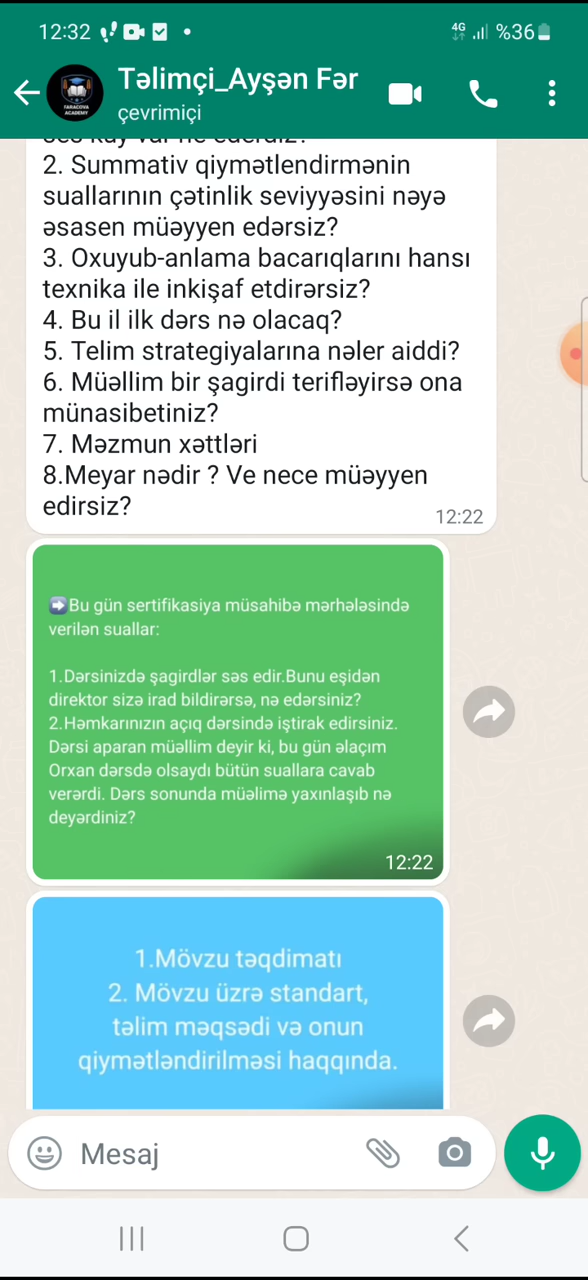 12:32
4G
%36
Təlimçi_Ayşən Fər
çevrimiçi
FARACOVA
ACADEMY
2. Summativ qiymətlendirmənin
suallarının çətinlik seviyyəsini nəyə
əsasen müəyyen edərsiz?
3. Oxuyub-anlama bacarıqlarını hansı
texnika ile inkişaf etdirərsiz?
4. Bu il ilk dərs nə olacaq?
5. Telim strategiyalarına nəler aiddi?
6. Müəllim bir şagirdi terifləyirsə ona
münasibetiniz?
7. Məzmun xəttləri
8.Meyar nədir ? Ve nece müəyyen
edirsiz?
12:22
➡Bu gün sertifikasiya müsahibə mərhələsində
verilən suallar:
1.Dərsinizdə şagirdlər səs edir.Bunu eşidən
direktor sizə irad bildirərsə, nə edərsiniz?
2.Həmkarınızın açıq dərsində iştirak edirsiniz.
Dərsi aparan müəllim deyir ki, bu gün əlaçım
Orxan dərsdə olsaydı bütün suallara cavab
verərdi. Dərs sonunda müəlimə yaxınlaşıb nə
deyərdiniz?
12:22
1.Mövzu təqdimatı
2. Mövzu üzrə standart,
təlim məqsədi və onun
qiymətləndirilməsi haqqında.
Mesaj